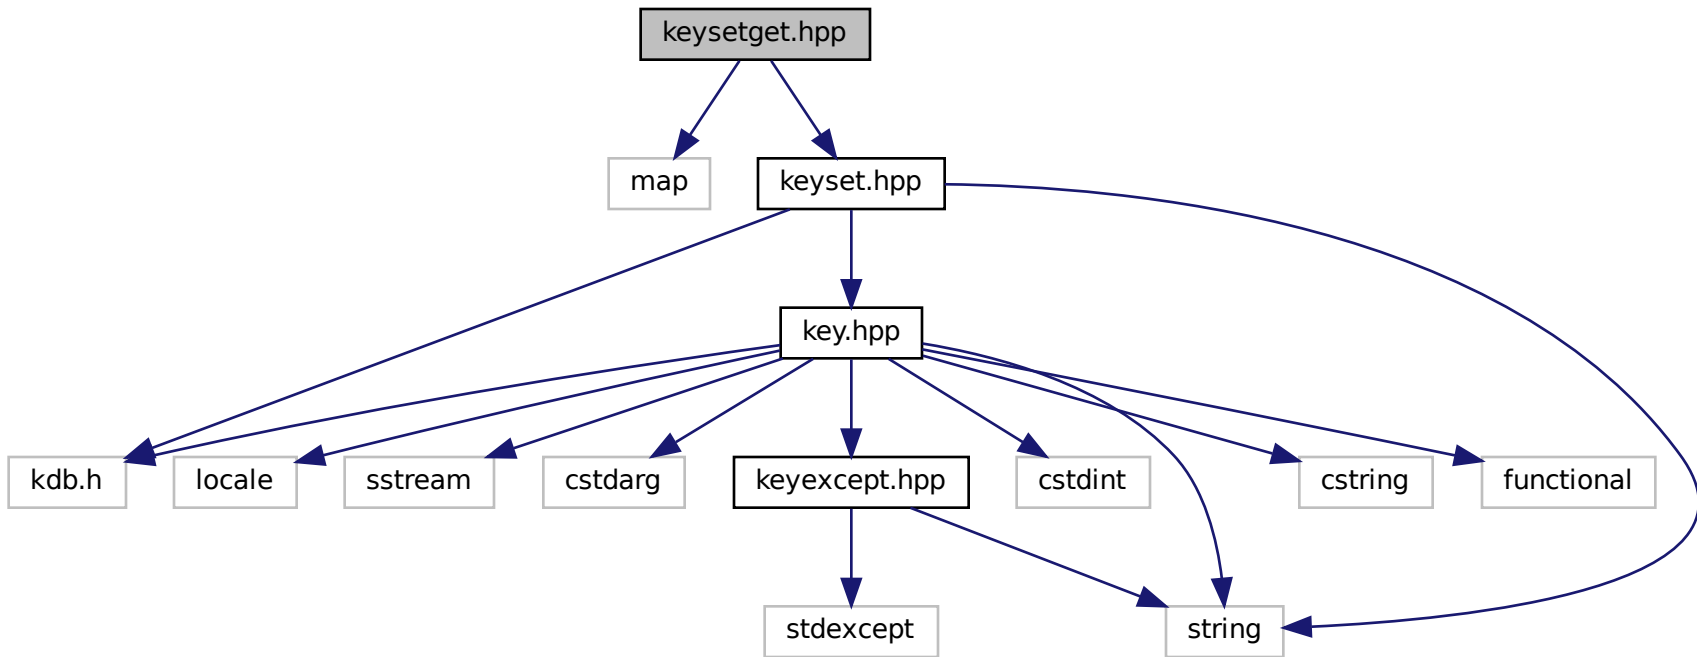 keysetget.hpp
map
keyset.hpp
key.hpp
kdb.h
locale
sstream
cstdarg
keyexcept.hpp
cstdint
cstring
functional
stdexcept
string